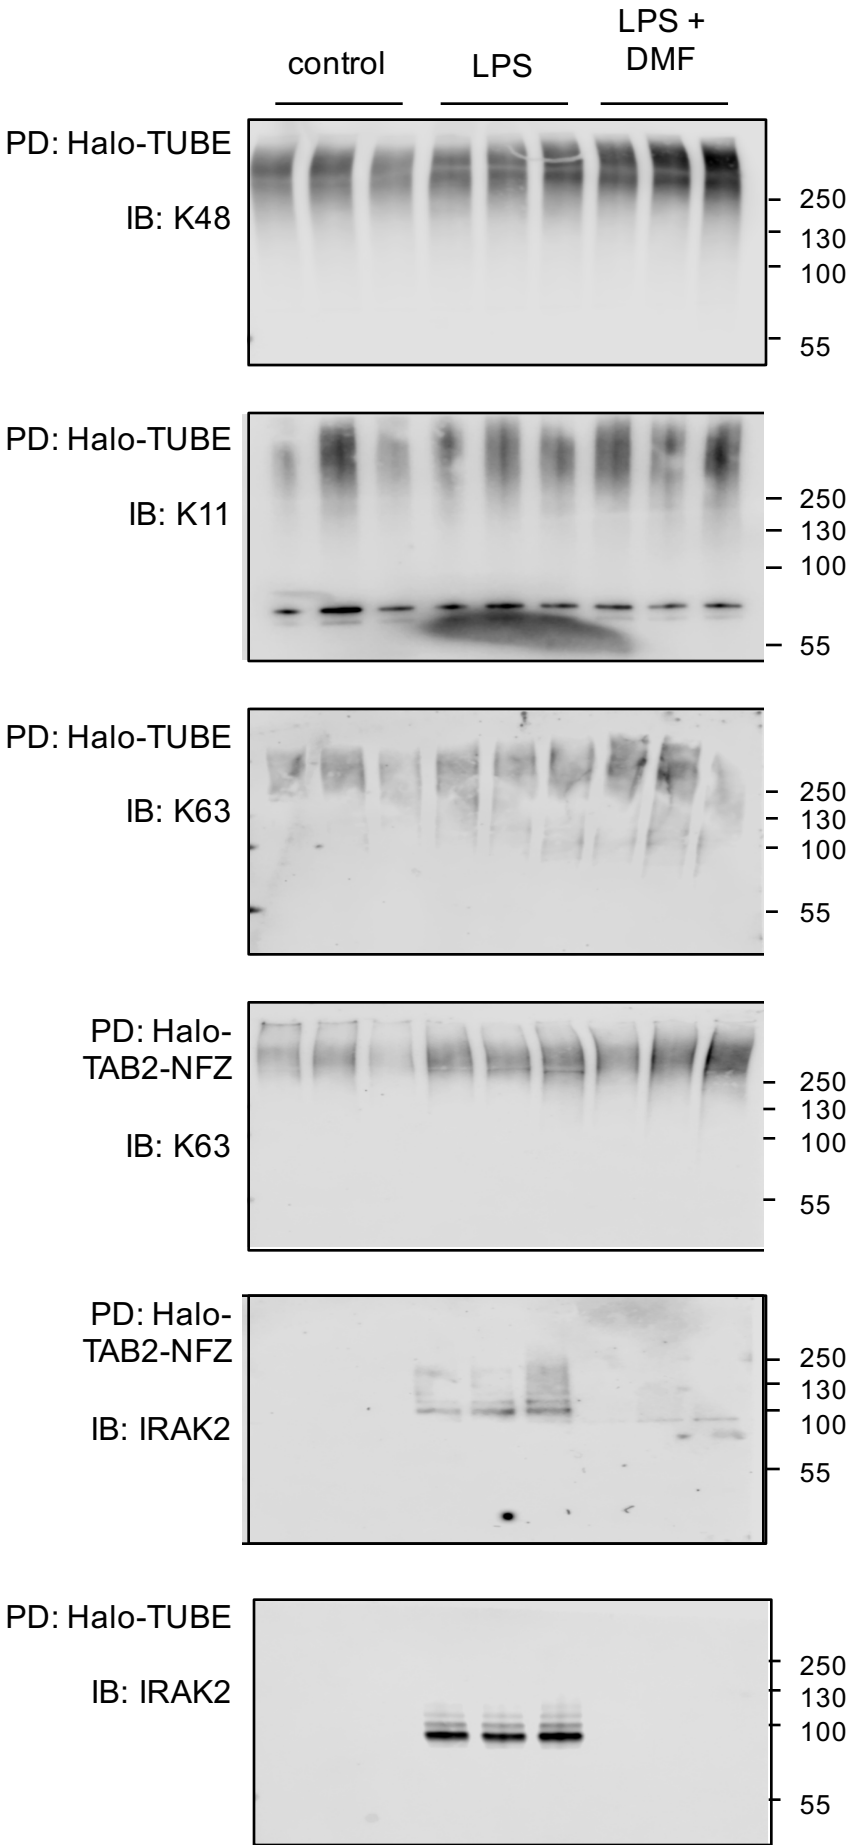 control
LPS
LPS +
DMF
PD: Halo-TUBE
IB: K48
250
130
100
55
PD: Halo-TUBE
IB: K11
250
130
100
55
PD: Halo-TUBE
IB: K63
250
130
100
55
PD: Halo-
TAB2-NFZ
IB: K63
250
130
100
55
PD: Halo-
TAB2-NFZ
IB: IRAK2
250
130
100
55
PD: Halo-TUBE
IB: IRAK2
250
130
100
55